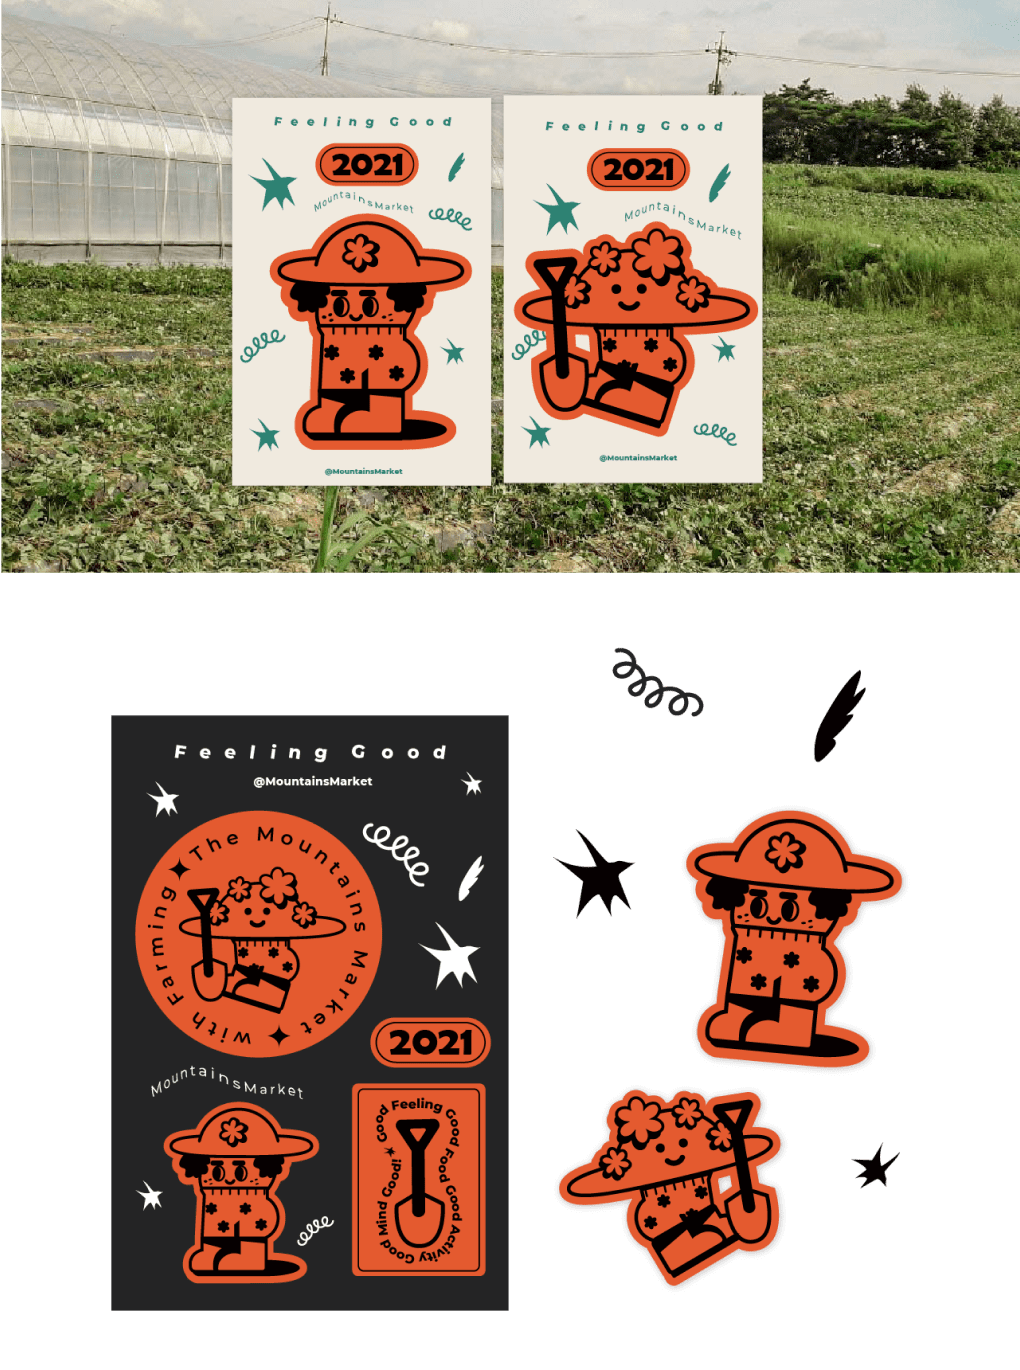 Feeling Good
2021
MountainsMarket
@MountainsMarket
Feeling Good
2021
MountainsMarket
@MountainsMarket
Feeling Good
@MountainsMarket
The Mountains Market
with Farming
2021
MountainsMarket
Good Feeling Good Food Good Activity Good Mind Good!